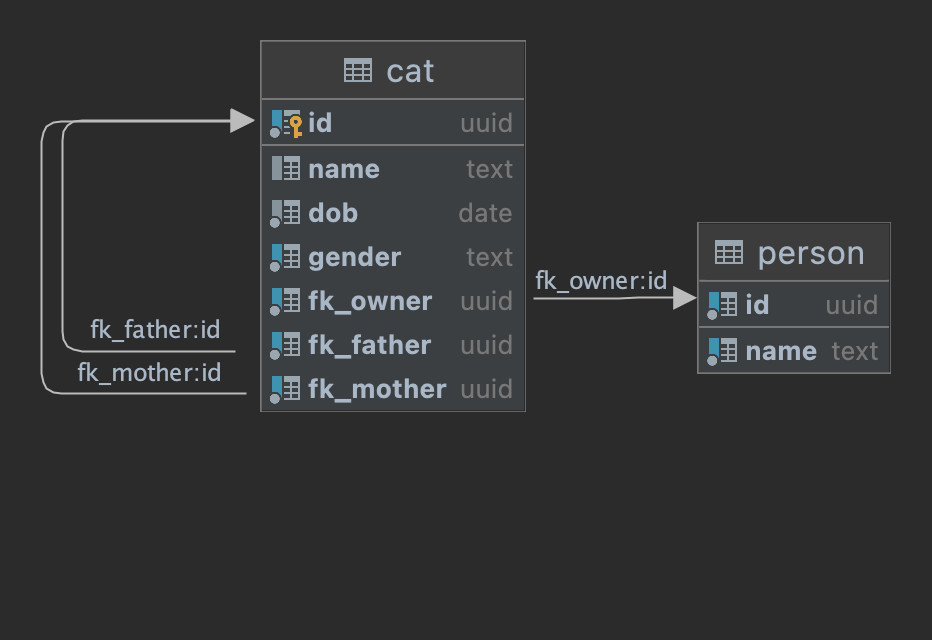 cat
id uuid
name text
dob date
gender text
fk_owner uuid
fk_father uuid
fk_mother uuid
fk_father:id
fk_mother:id
fk_owner:id
person
id uuid
name text